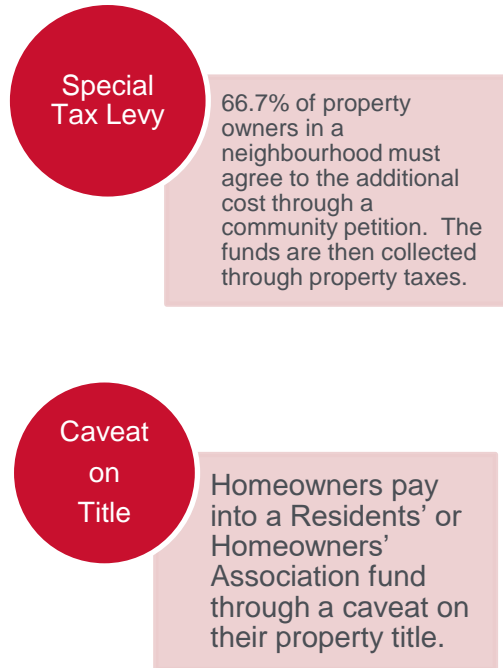 Special
Tax Levy
66.7% of property
owners in a
neighbourhood must
agree to the additional
cost through a
community petition.  The
funds are then collected
through property taxes.
Caveat
on
Title
Homeowners pay
into a Residents’ or
Homeowners’
Association fund
through a caveat on
their property title.